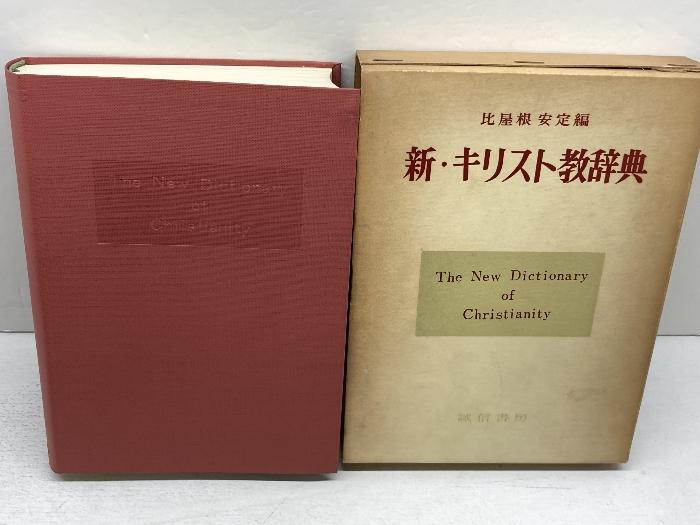 The New Dictionary
of
Christianity
比屋根安定編
新・キリスト教辞典
The New Dictionary
of
Christianity
誠信書房